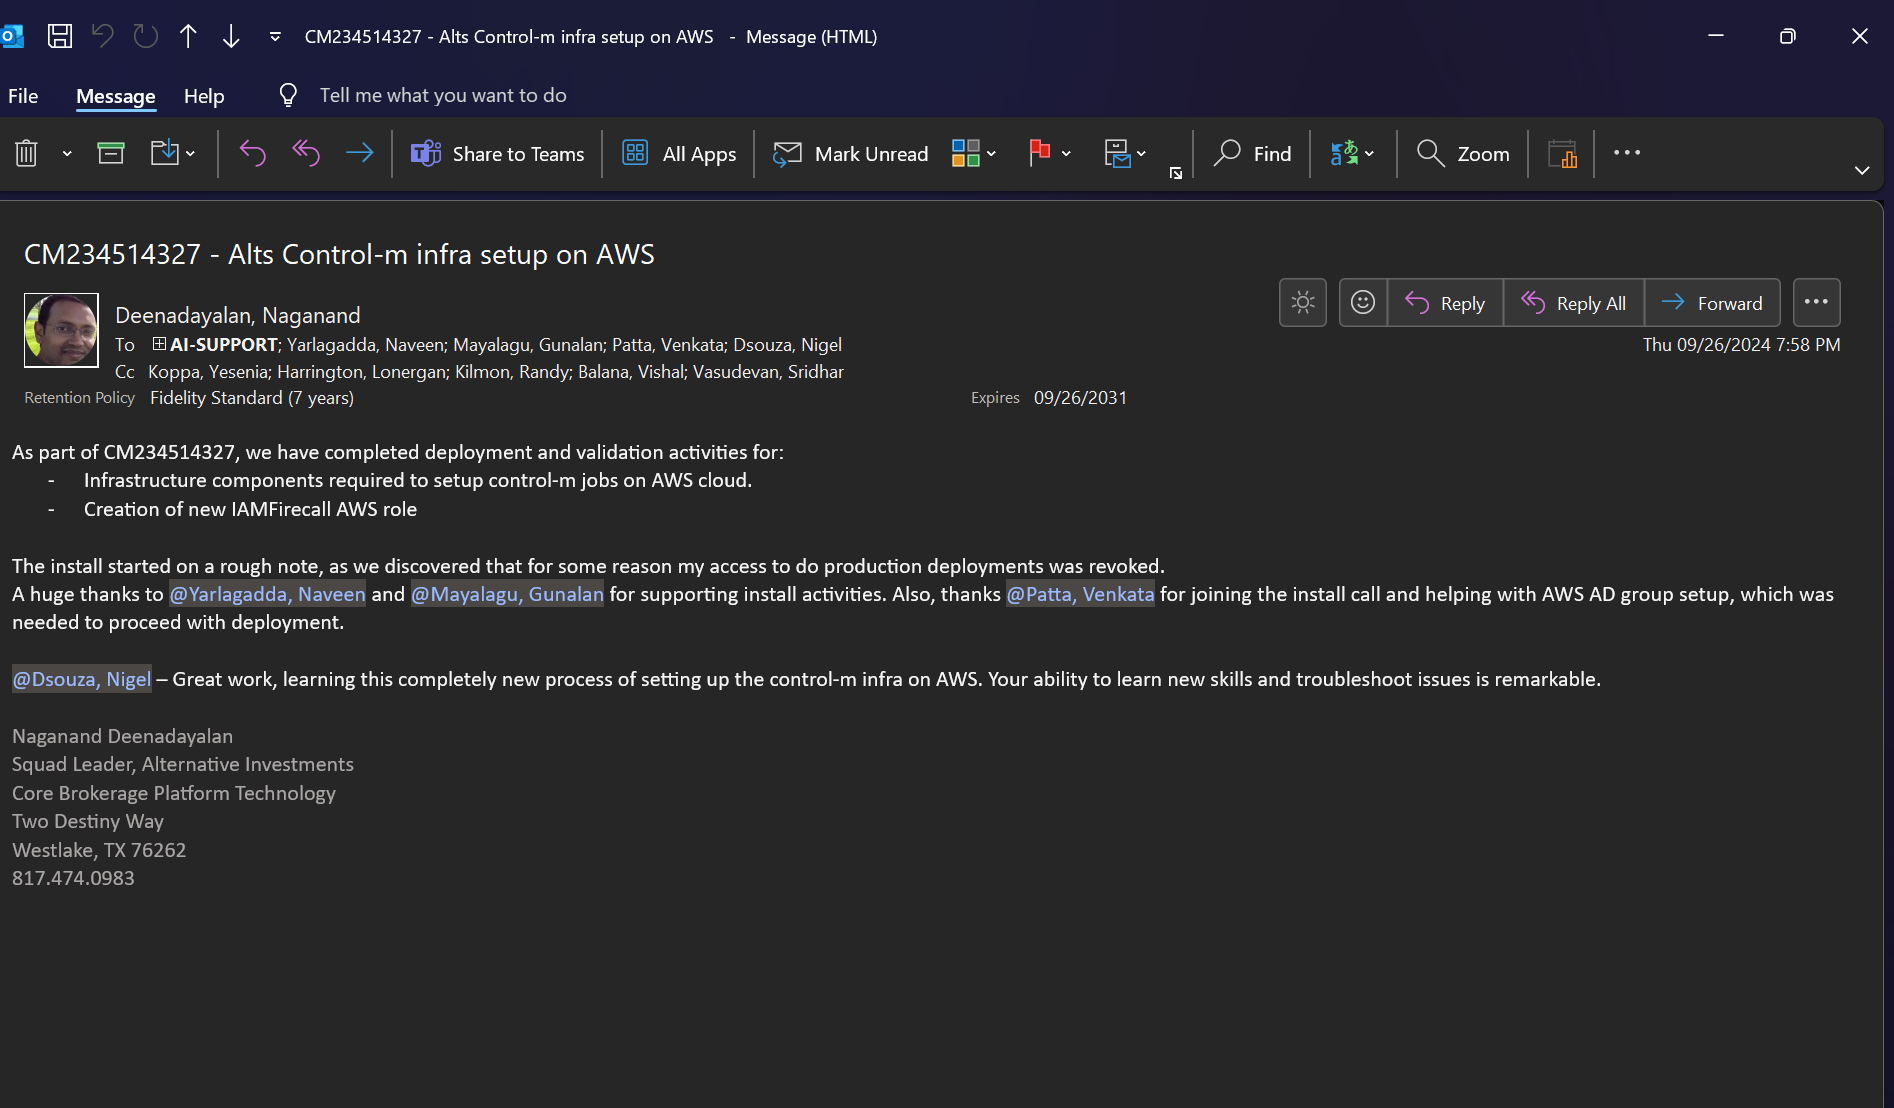 CM234514327 - Alts Control-m infra setup on AWS - Message (HTML)
File Message Help Tell me what you want to do
Share to Teams All Apps Mark Unread Find Zoom
CM234514327 - Alts Control-m infra setup on AWS
Deenadayalan, Naganand
Reply Reply All Forward
To AI-SUPPORT; Yarlagadda, Naveen; Mayalagu, Gunalan; Patta, Venkata; Dsouza, Nigel
Thu 09/26/2024 7:58 PM
Cc Koppa, Yesenia; Harrington, Lonergan; Kilmon, Randy; Balana, Vishal; Vasudevan, Sridhar
Retention Policy Fidelity Standard (7 years) Expires 09/26/2031
As part of CM234514327, we have completed deployment and validation activities for:
- Infrastructure components required to setup control-m jobs on AWS cloud.
- Creation of new IAMFirecall AWS role
The install started on a rough note, as we discovered that for some reason my access to do production deployments was revoked.
A huge thanks to @Yarlagadda, Naveen and @Mayalagu, Gunalan for supporting install activities. Also, thanks @Patta, Venkata for joining the install call and helping with AWS AD group setup, which was
needed to proceed with deployment.
@Dsouza, Nigel – Great work, learning this completely new process of setting up the control-m infra on AWS. Your ability to learn new skills and troubleshoot issues is remarkable.
Naganand Deenadayalan
Squad Leader, Alternative Investments
Core Brokerage Platform Technology
Two Destiny Way
Westlake, TX 76262
817.474.0983